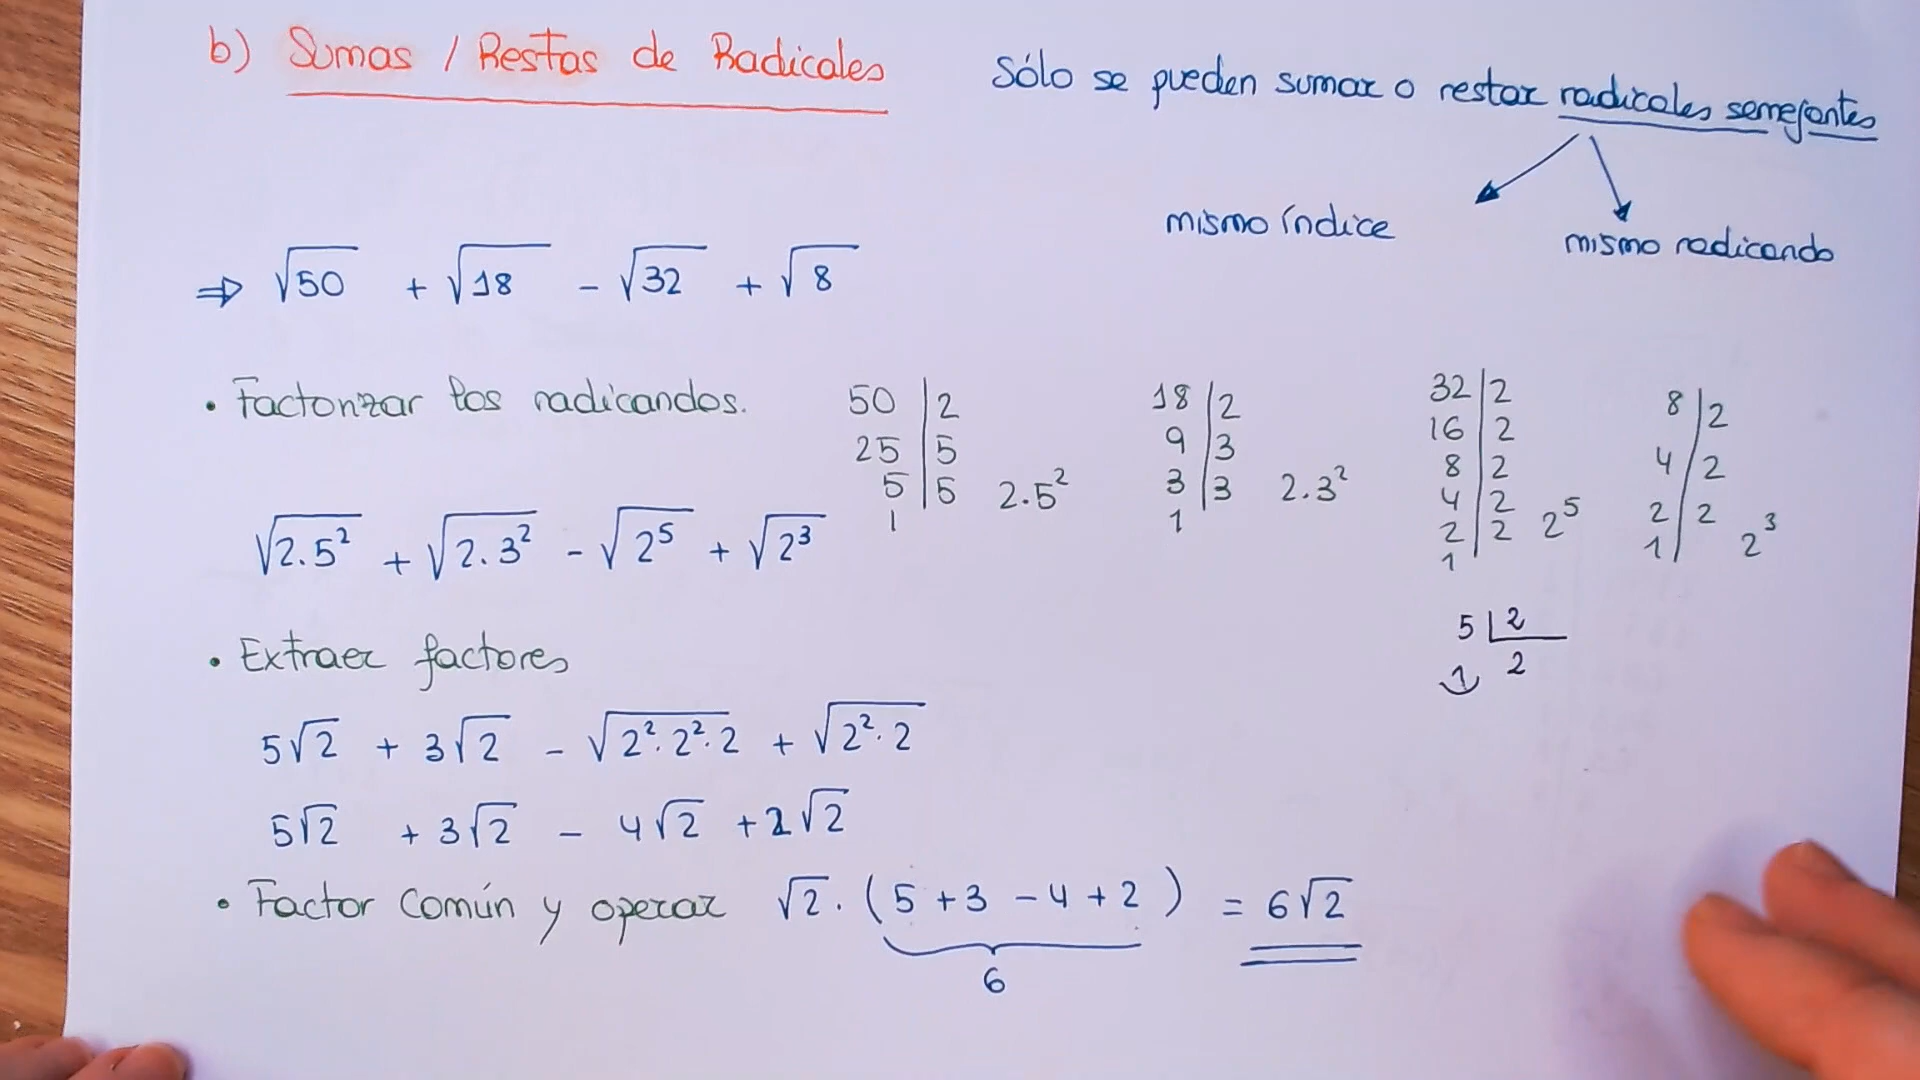 b) Sumas / Restas de Radicales
Sólo se pueden sumar o restar radicales semejantes
mismo índice
mismo radicando
⇒ √50 + √18 - √32 + √8
• Factorizar los radicandos.
50 | 2
25 | 5
5 | 5 2.5²
1
18 | 2
9 | 3
3 | 3 2.3²
1
32 | 2
16 | 2
8 | 2
4 | 2
2 | 2 2⁵
1
8 | 2
4 | 2
2 | 2
1 2³
√2.5² + √2.3² - √2⁵ + √2³
5 | 2
1 2
• Extraer factores
5√2 + 3√2 - √2².2².2 + √2².2
5√2 + 3√2 - 4√2 + 2√2
• Factor Común y operar √2 . (5 + 3 - 4 + 2) = 6√2
6